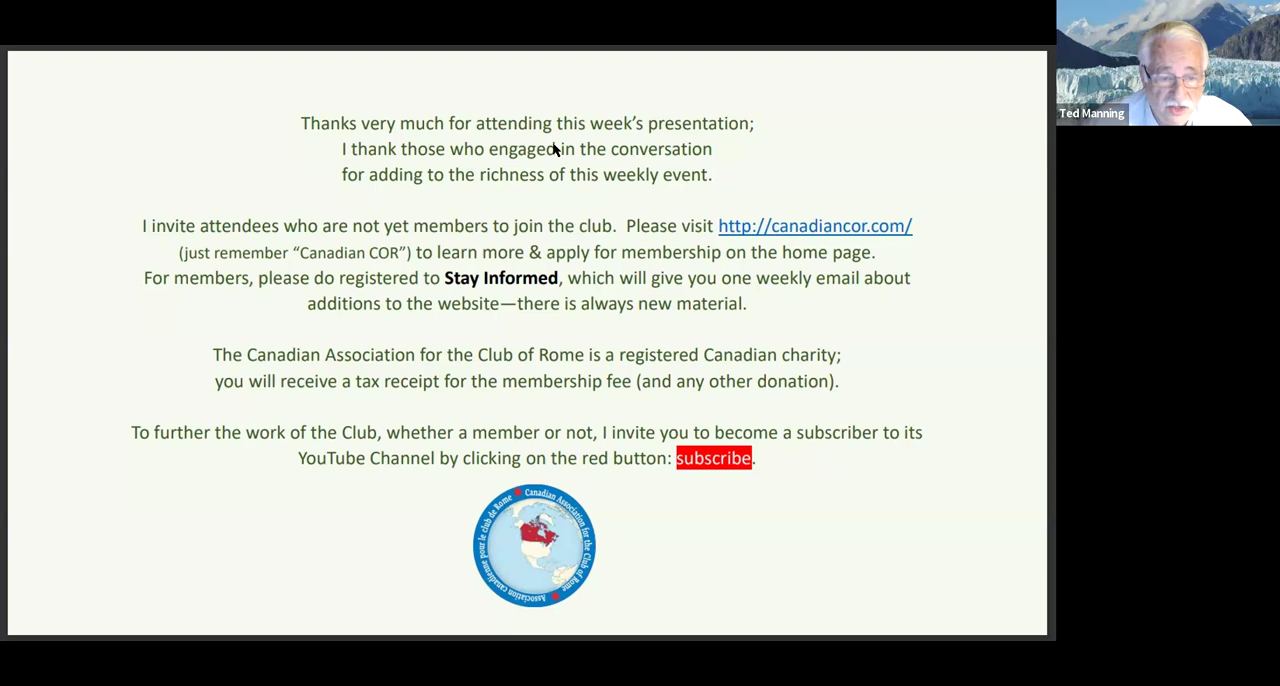 Thanks very much for attending this week's presentation;
I thank those who engaged in the conversation
for adding to the richness of this weekly event.
I invite attendees who are not yet members to join the club.  Please visit http://canadiancor.com/
(just remember “Canadian COR”) to learn more & apply for membership on the home page.
For members, please do registered to Stay Informed, which will give you one weekly email about
additions to the website—there is always new material.
The Canadian Association for the Club of Rome is a registered Canadian charity;
you will receive a tax receipt for the membership fee (and any other donation).
To further the work of the Club, whether a member or not, I invite you to become a subscriber to its
YouTube Channel by clicking on the red button: subscribe.
Canadian Association for the Club of Rome
Association canadienne pour le club de Rome
Ted Manning